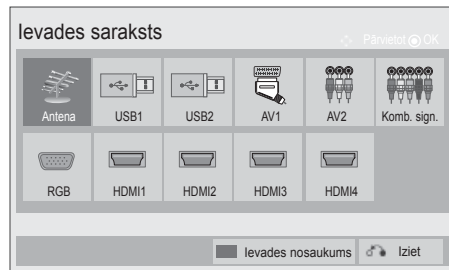 Ievades saraksts
Pārvietot OK
Antena USB1 USB2 AV1 AV2 Komb. sign.
RGB HDMI1 HDMI2 HDMI3 HDMI4
Ievades nosaukums Iziet